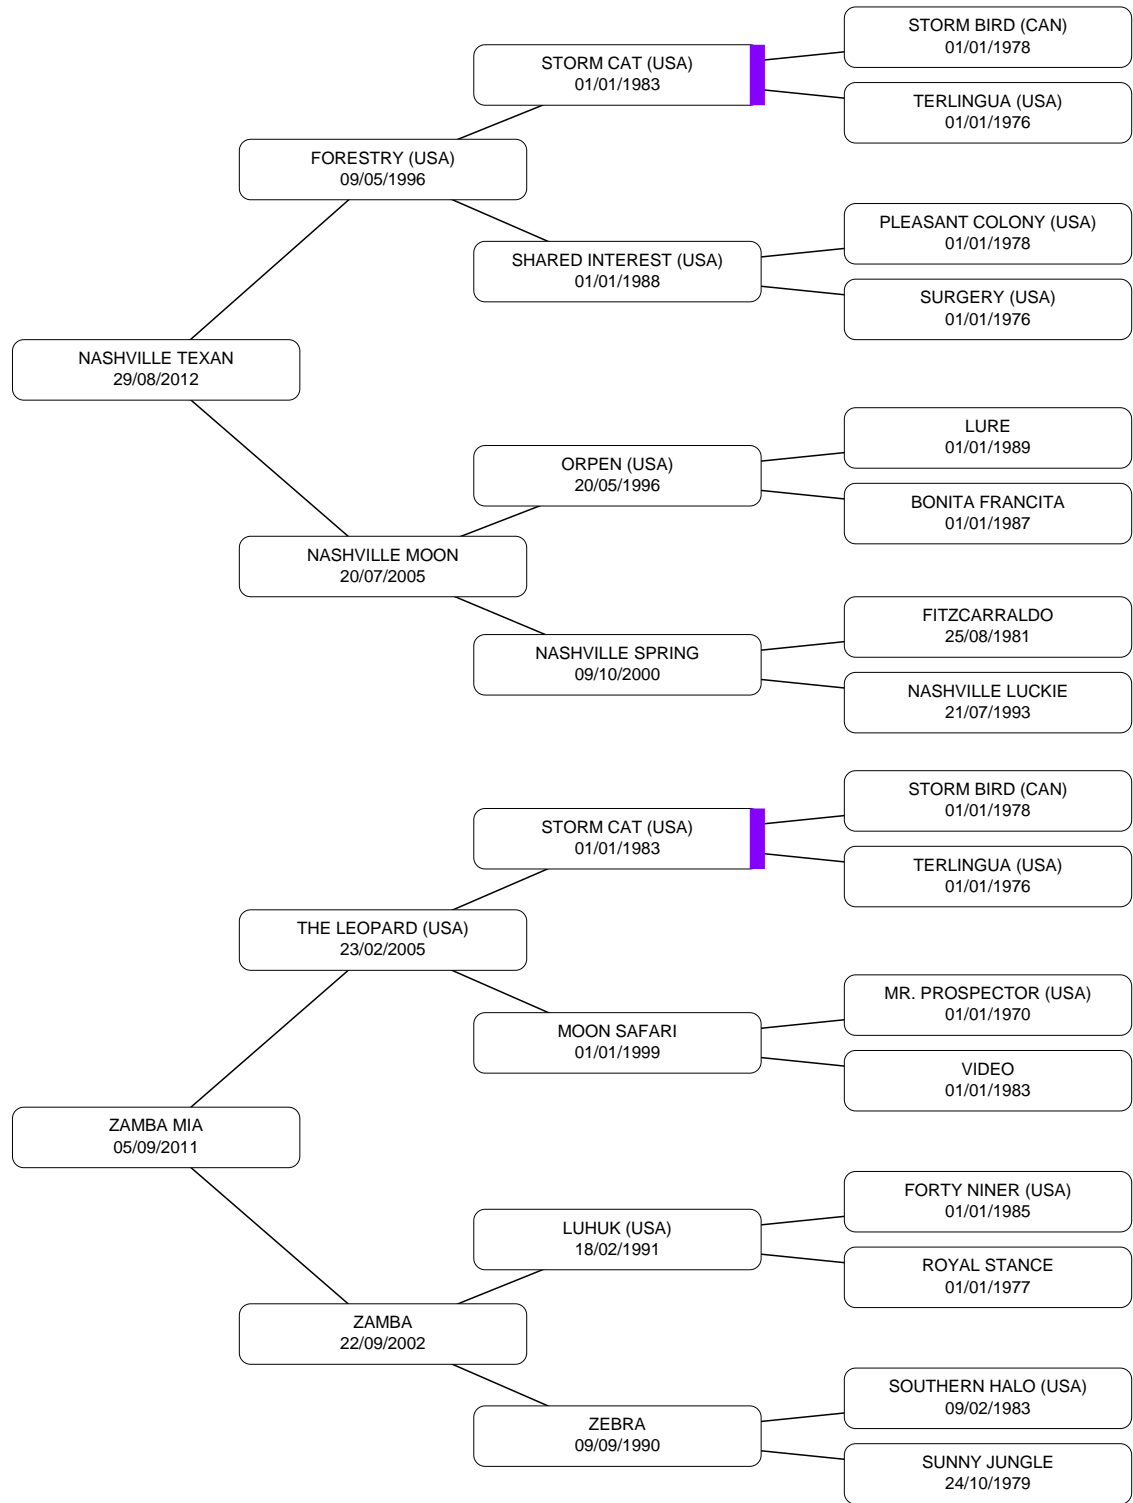 STORM BIRD (CAN)
01/01/1978
STORM CAT (USA)
01/01/1983
TERLINGUA (USA)
01/01/1976
FORESTRY (USA)
09/05/1996
PLEASANT COLONY (USA)
01/01/1978
SHARED INTEREST (USA)
01/01/1988
SURGERY (USA)
01/01/1976
NASHVILLE TEXAN
29/08/2012
LURE
01/01/1989
ORPEN (USA)
20/05/1996
BONITA FRANCITA
01/01/1987
NASHVILLE MOON
20/07/2005
FITZCARRALDO
25/08/1981
NASHVILLE SPRING
09/10/2000
NASHVILLE LUCKIE
21/07/1993
STORM BIRD (CAN)
01/01/1978
STORM CAT (USA)
01/01/1983
TERLINGUA (USA)
01/01/1976
THE LEOPARD (USA)
23/02/2005
MR. PROSPECTOR (USA)
01/01/1970
MOON SAFARI
01/01/1999
VIDEO
01/01/1983
ZAMBA MIA
05/09/2011
FORTY NINER (USA)
01/01/1985
LUHUK (USA)
18/02/1991
ROYAL STANCE
01/01/1977
ZAMBA
22/09/2002
SOUTHERN HALO (USA)
09/02/1983
ZEBRA
09/09/1990
SUNNY JUNGLE
24/10/1979